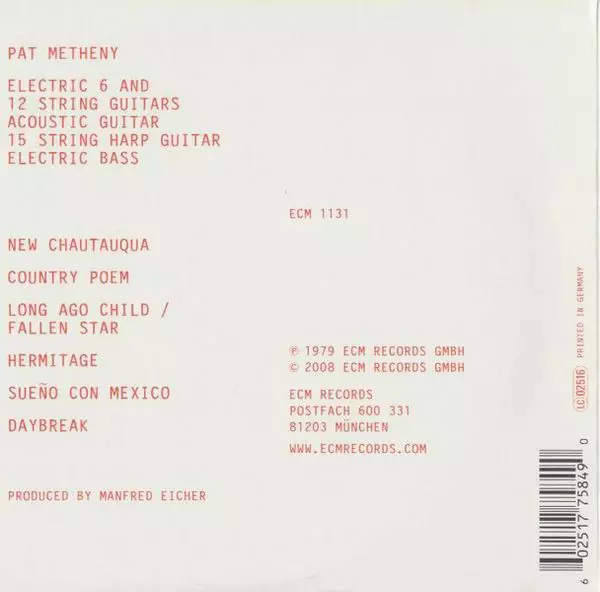 PAT METHENY
ELECTRIC 6 AND
12 STRING GUITARS
ACOUSTIC GUITAR
15 STRING HARP GUITAR
ELECTRIC BASS
ECM 1131
NEW CHAUTAUQUA
COUNTRY POEM
LONG AGO CHILD /
FALLEN STAR
HERMITAGE
SUEÑO CON MEXICO
DAYBREAK
℗ 1979 ECM RECORDS GMBH
© 2008 ECM RECORDS GMBH
ECM RECORDS
POSTFACH 600 331
81203 MÜNCHEN
WWW.ECMRECORDS.COM
PRODUCED BY MANFRED EICHER
LC 02516 PRINTED IN GERMANY
6 02517 75849 0